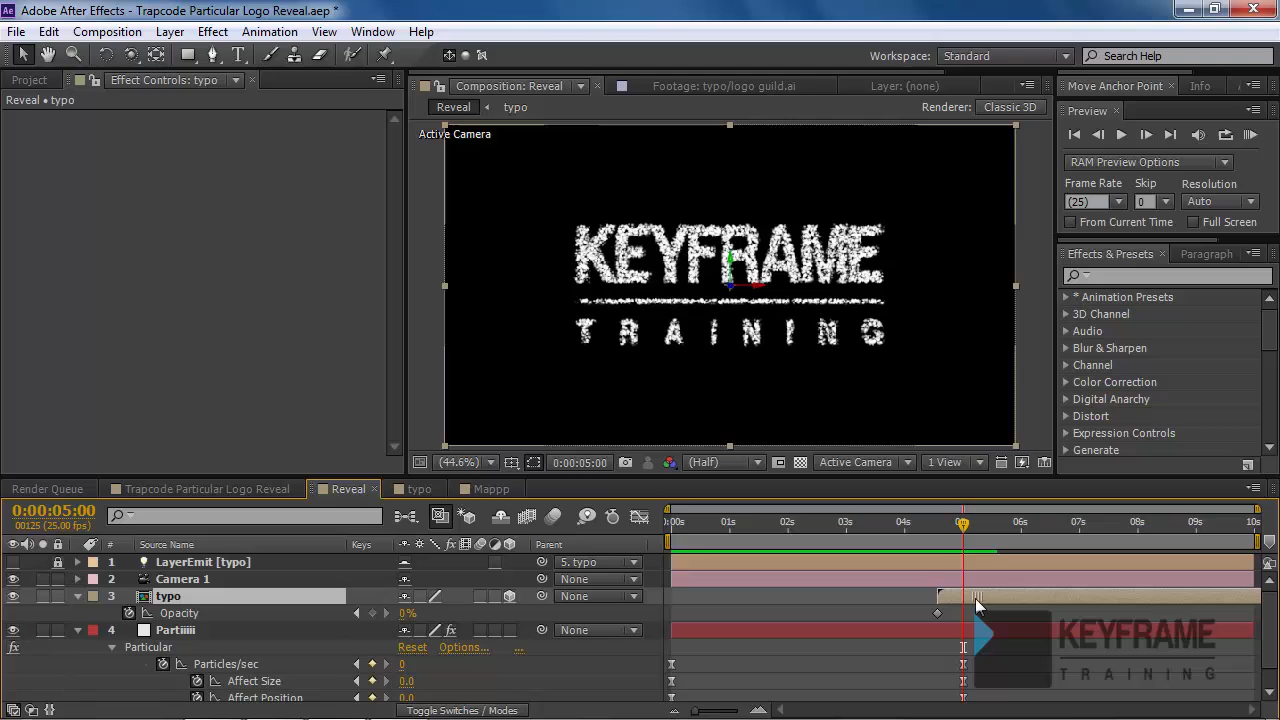 Adobe After Effects - Trapcode Particular Logo Reveal.aep *
File Edit Composition Layer Effect Animation View Window Help
Workspace: Standard Search Help
Project Effect Controls: typo
Composition: Reveal Footage: typo/logo guild.ai Layer: (none)
Move Anchor Point Info
Reveal • typo
Reveal typo
Renderer: Classic 3D
Preview
Active Camera
RAM Preview Options
Frame Rate Skip Resolution
(25) 0 Auto
From Current Time Full Screen
Effects & Presets Paragraph
* Animation Presets
3D Channel
Audio
Blur & Sharpen
Channel
Color Correction
Digital Anarchy
Distort
Expression Controls
Generate
KEYFRAME
TRAINING
(44.6%) 0:00:05:00 (Half) Active Camera 1 View
Render Queue Trapcode Particular Logo Reveal Reveal typo Mappp
0:00:05:00
00125 (25.00 fps)
:00s 01s 02s 03s 04s 06s 07s 08s 09s 10s
# Source Name Keys Parent
1 LayerEmit [typo] 5. typo
2 Camera 1 None
3 typo None
Opacity 0%
4 Partiiiii None
Particular Reset Options... ...
Particles/sec 0
Affect Size 0.0
Affect Position 0.0
Toggle Switches / Modes
KEYFRAME
TRAINING